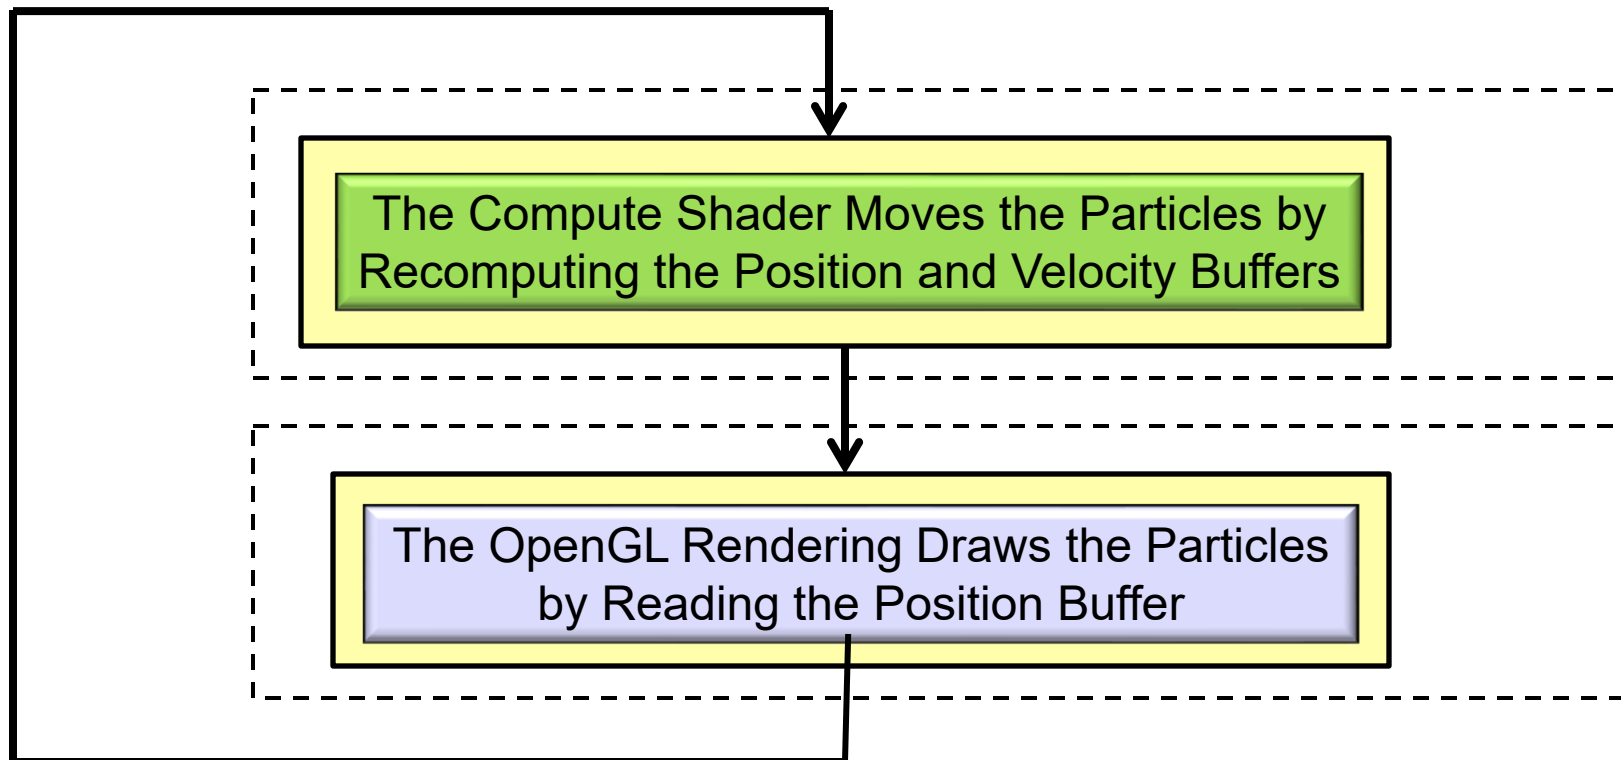 The Compute Shader Moves the Particles by
Recomputing the Position and Velocity Buffers
The OpenGL Rendering Draws the Particles
by Reading the Position Buffer